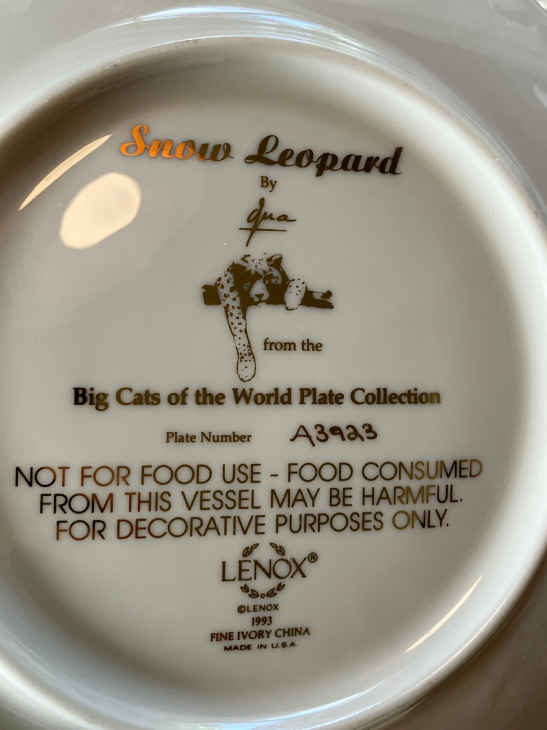 Snow Leopard
By
from the
Big Cats of the World Plate Collection
Plate Number A3923
NOT FOR FOOD USE - FOOD CONSUMED
FROM THIS VESSEL MAY BE HARMFUL.
FOR DECORATIVE PURPOSES ONLY.
LENOX®
©LENOX
1993
FINE IVORY CHINA
MADE IN U.S.A.